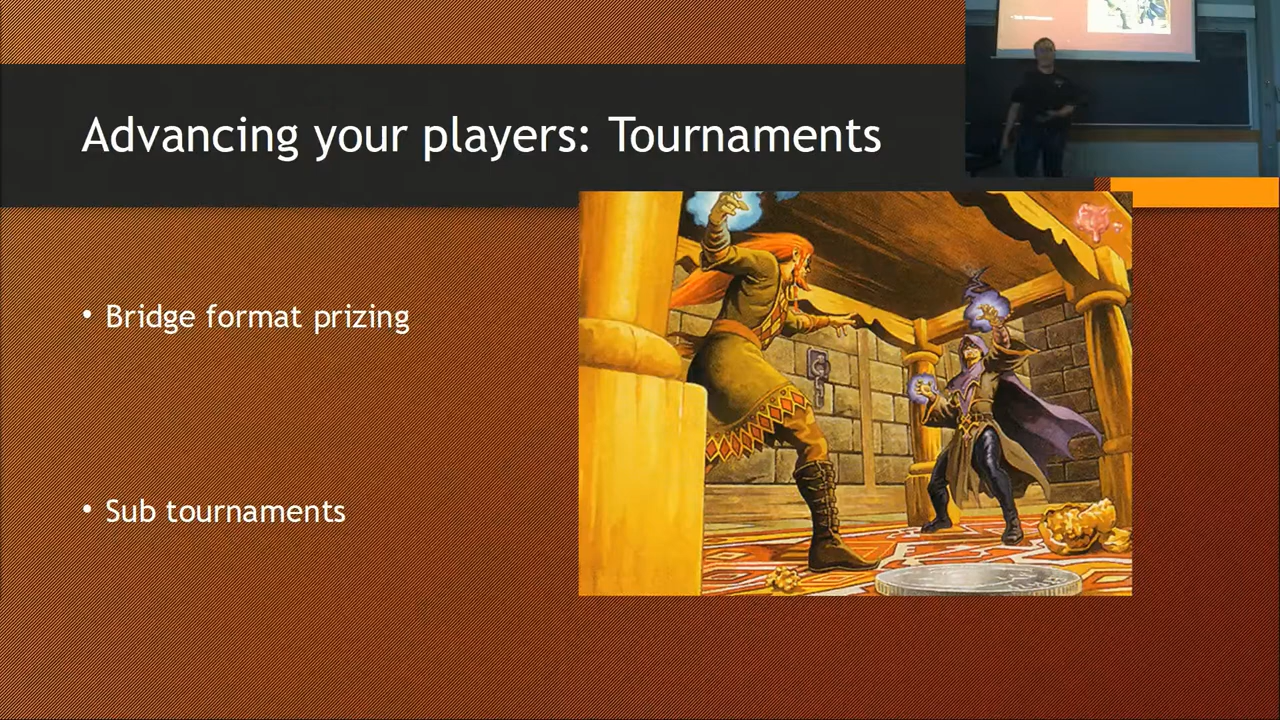 Advancing your players: Tournaments
• Bridge format prizing
• Sub tournaments